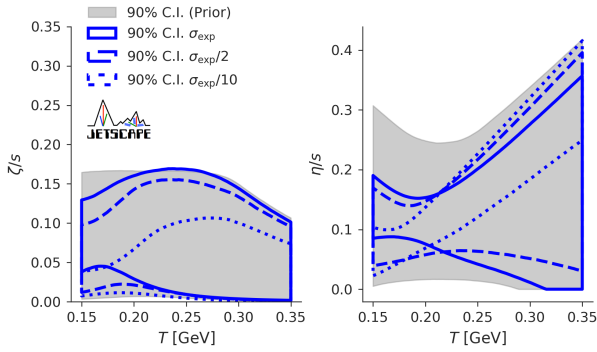 90% C.I. (Prior)
90% C.I. σexp
90% C.I. σexp/2
90% C.I. σexp/10
JETSCAPE
ζ/s
0.35
0.30
0.25
0.20
0.15
0.10
0.05
0.00
0.15 0.20 0.25 0.30 0.35
T [GeV]
η/s
0.4
0.3
0.2
0.1
0.0
0.15 0.20 0.25 0.30 0.35
T [GeV]